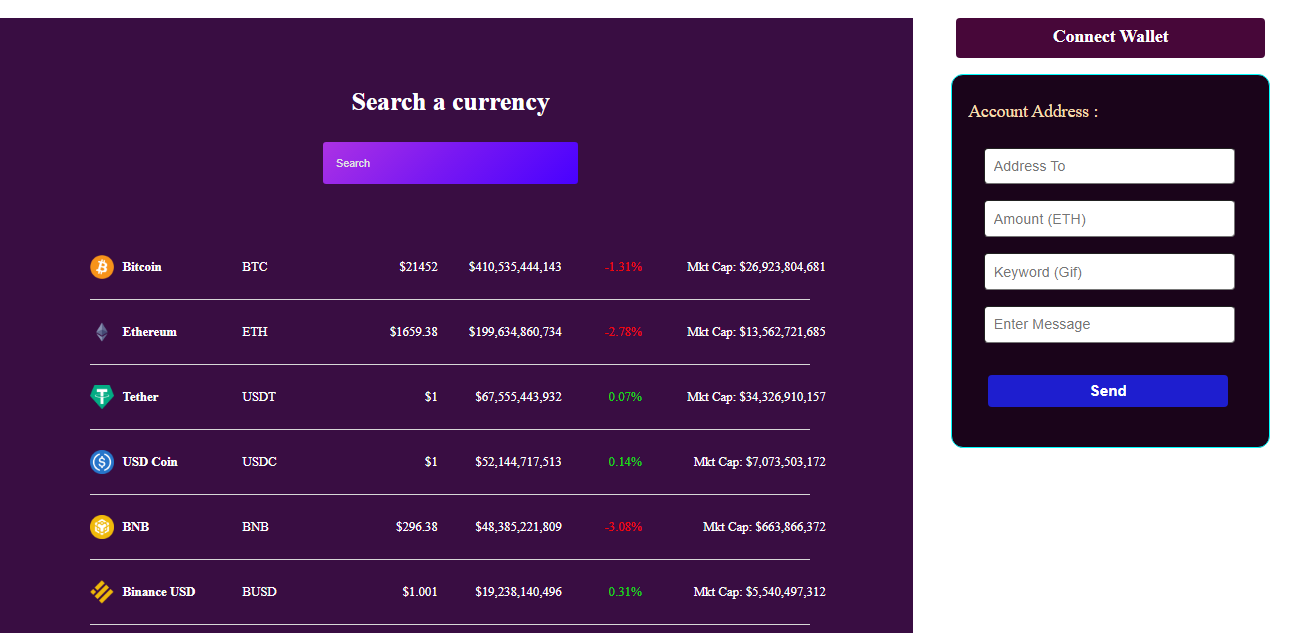 Connect Wallet
Search a currency
Search
Bitcoin BTC $21452 $410,535,444,143 -1.31% Mkt Cap: $26,923,804,681
Ethereum ETH $1659.38 $199,634,860,734 -2.78% Mkt Cap: $13,562,721,685
Tether USDT $1 $67,555,443,932 0.07% Mkt Cap: $34,326,910,157
USD Coin USDC $1 $52,144,717,513 0.14% Mkt Cap: $7,073,503,172
BNB BNB $296.38 $48,385,221,809 -3.08% Mkt Cap: $663,866,372
Binance USD BUSD $1.001 $19,238,140,496 0.31% Mkt Cap: $5,540,497,312
Account Address :
Address To
Amount (ETH)
Keyword (Gif)
Enter Message
Send